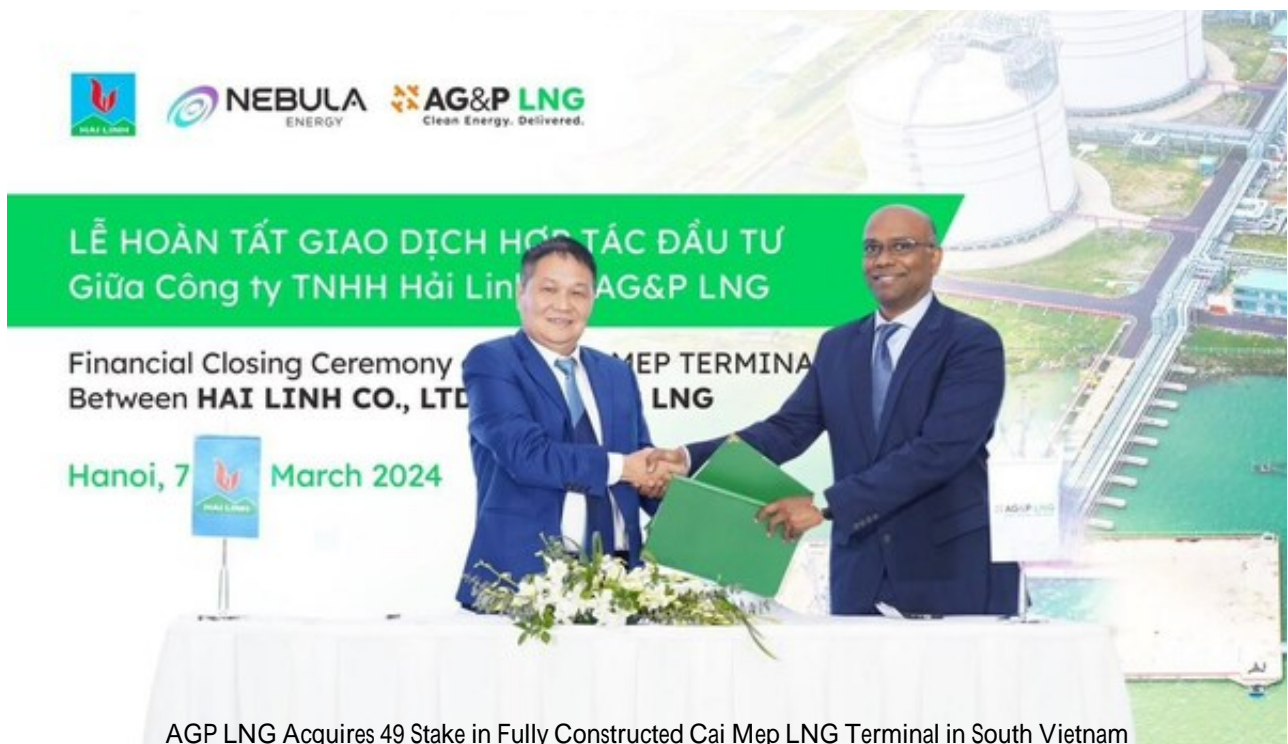 HAI LINH
NEBULA
ENERGY
AG&P LNG
Clean Energy. Delivered.
LỄ HOÀN TẤT GIAO DỊCH HỢP TÁC ĐẦU TƯ
Giữa Công ty TNHH Hải Lin AG&P LNG
Financial Closing Ceremony MEP TERMINA
Between HAI LINH CO., LTD LNG
Hanoi, 7 March 2024
HAI LINH
AG&P LNG
AGP LNG Acquires 49 Stake in Fully Constructed Cai Mep LNG Terminal in South Vietnam